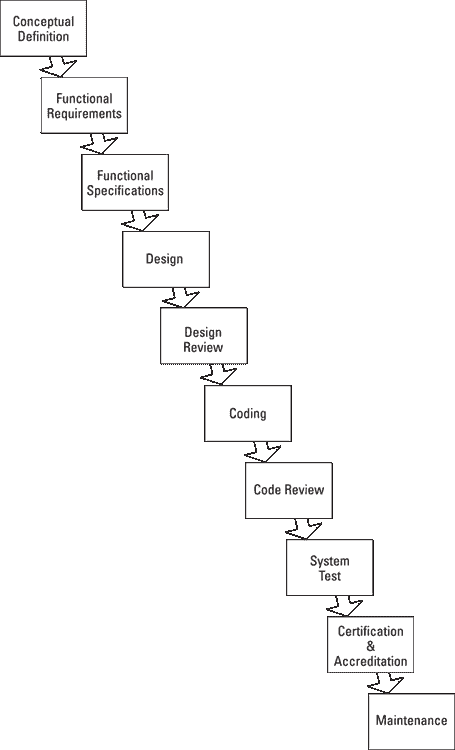 Conceptual
Definition
Functional
Requirements
Functional
Specifications
Design
Design
Review
Coding
Code Review
System
Test
Certification
&
Accreditation
Maintenance